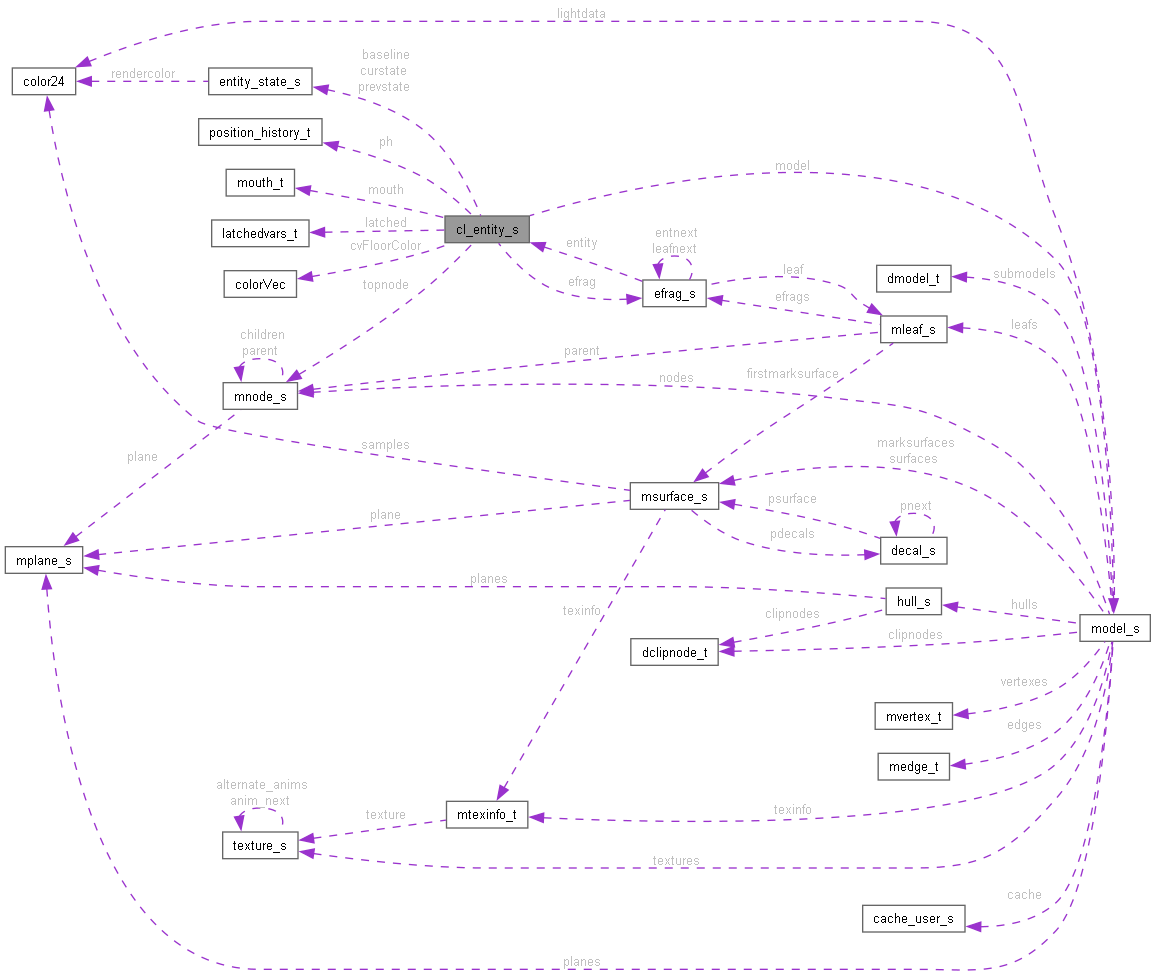 lightdata
color24
rendercolor
entity_state_s
baseline
curstate
prevstate
position_history_t
ph
model
mouth_t
mouth
latchedvars_t
latched
cl_entity_s
cvFloorColor
entity
entnext
leafnext
colorVec
topnode
efrag
efrag_s
leaf
efrags
dmodel_t
submodels
mleaf_s
leafs
children
parent
mnode_s
parent
nodes
firstmarksurface
plane
samples
marksurfaces
surfaces
msurface_s
psurface
pnext
plane
pdecals
decal_s
mplane_s
planes
hull_s
hulls
texinfo
clipnodes
clipnodes
model_s
dclipnode_t
vertexes
mvertex_t
edges
medge_t
alternate_anims
anim_next
texture_s
texture
mtexinfo_t
texinfo
textures
cache
cache_user_s
planes